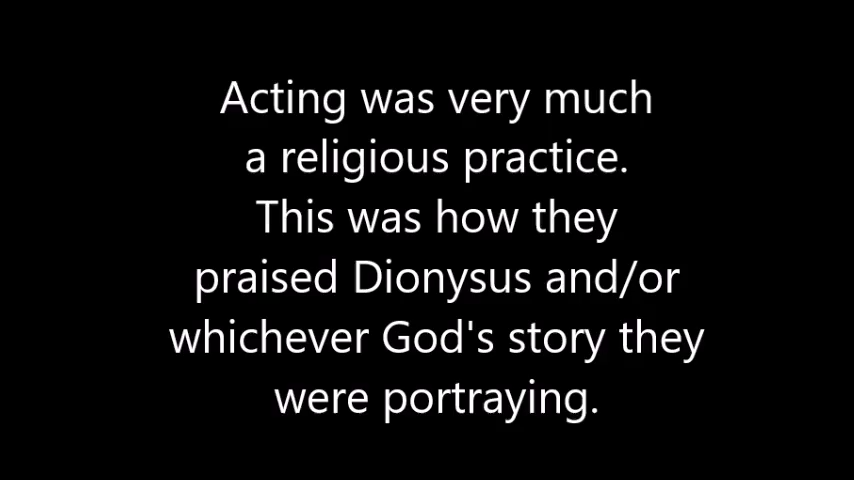 Acting was very much
a religious practice.
This was how they
praised Dionysus and/or
whichever God's story they
were portraying.